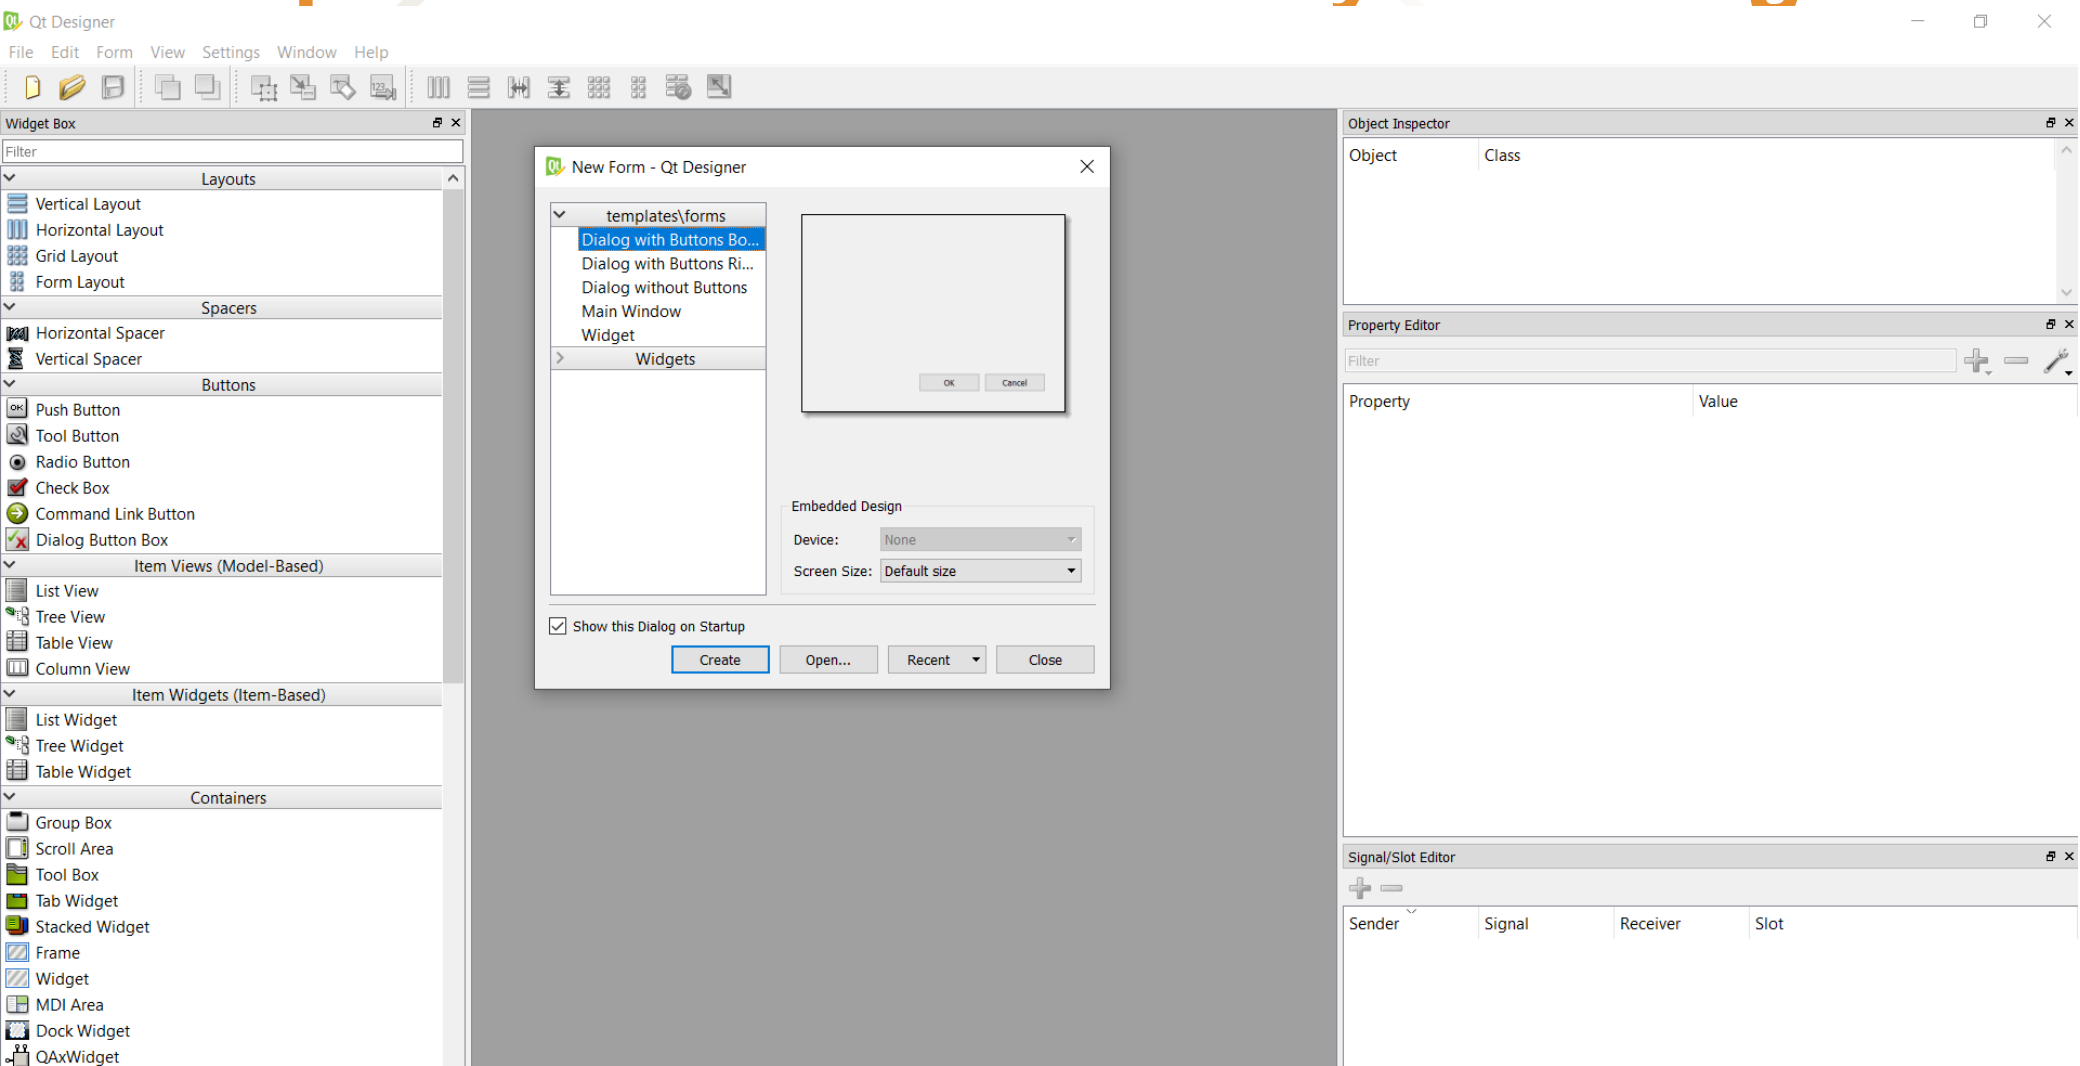 Qt Designer
File Edit Form View Settings Window Help
Widget Box
Filter
Layouts
Vertical Layout
Horizontal Layout
Grid Layout
Form Layout
Spacers
Horizontal Spacer
Vertical Spacer
Buttons
Push Button
Tool Button
Radio Button
Check Box
Command Link Button
Dialog Button Box
Item Views (Model-Based)
List View
Tree View
Table View
Column View
Item Widgets (Item-Based)
List Widget
Tree Widget
Table Widget
Containers
Group Box
Scroll Area
Tool Box
Tab Widget
Stacked Widget
Frame
Widget
MDI Area
Dock Widget
QAxWidget
New Form - Qt Designer
templates\forms
Dialog with Buttons Bo...
Dialog with Buttons Ri...
Dialog without Buttons
Main Window
Widget
Widgets
OK Cancel
Embedded Design
Device: None
Screen Size: Default size
Show this Dialog on Startup
Create Open... Recent Close
Object Inspector
Object Class
Property Editor
Filter
Property Value
Signal/Slot Editor
Sender Signal Receiver Slot